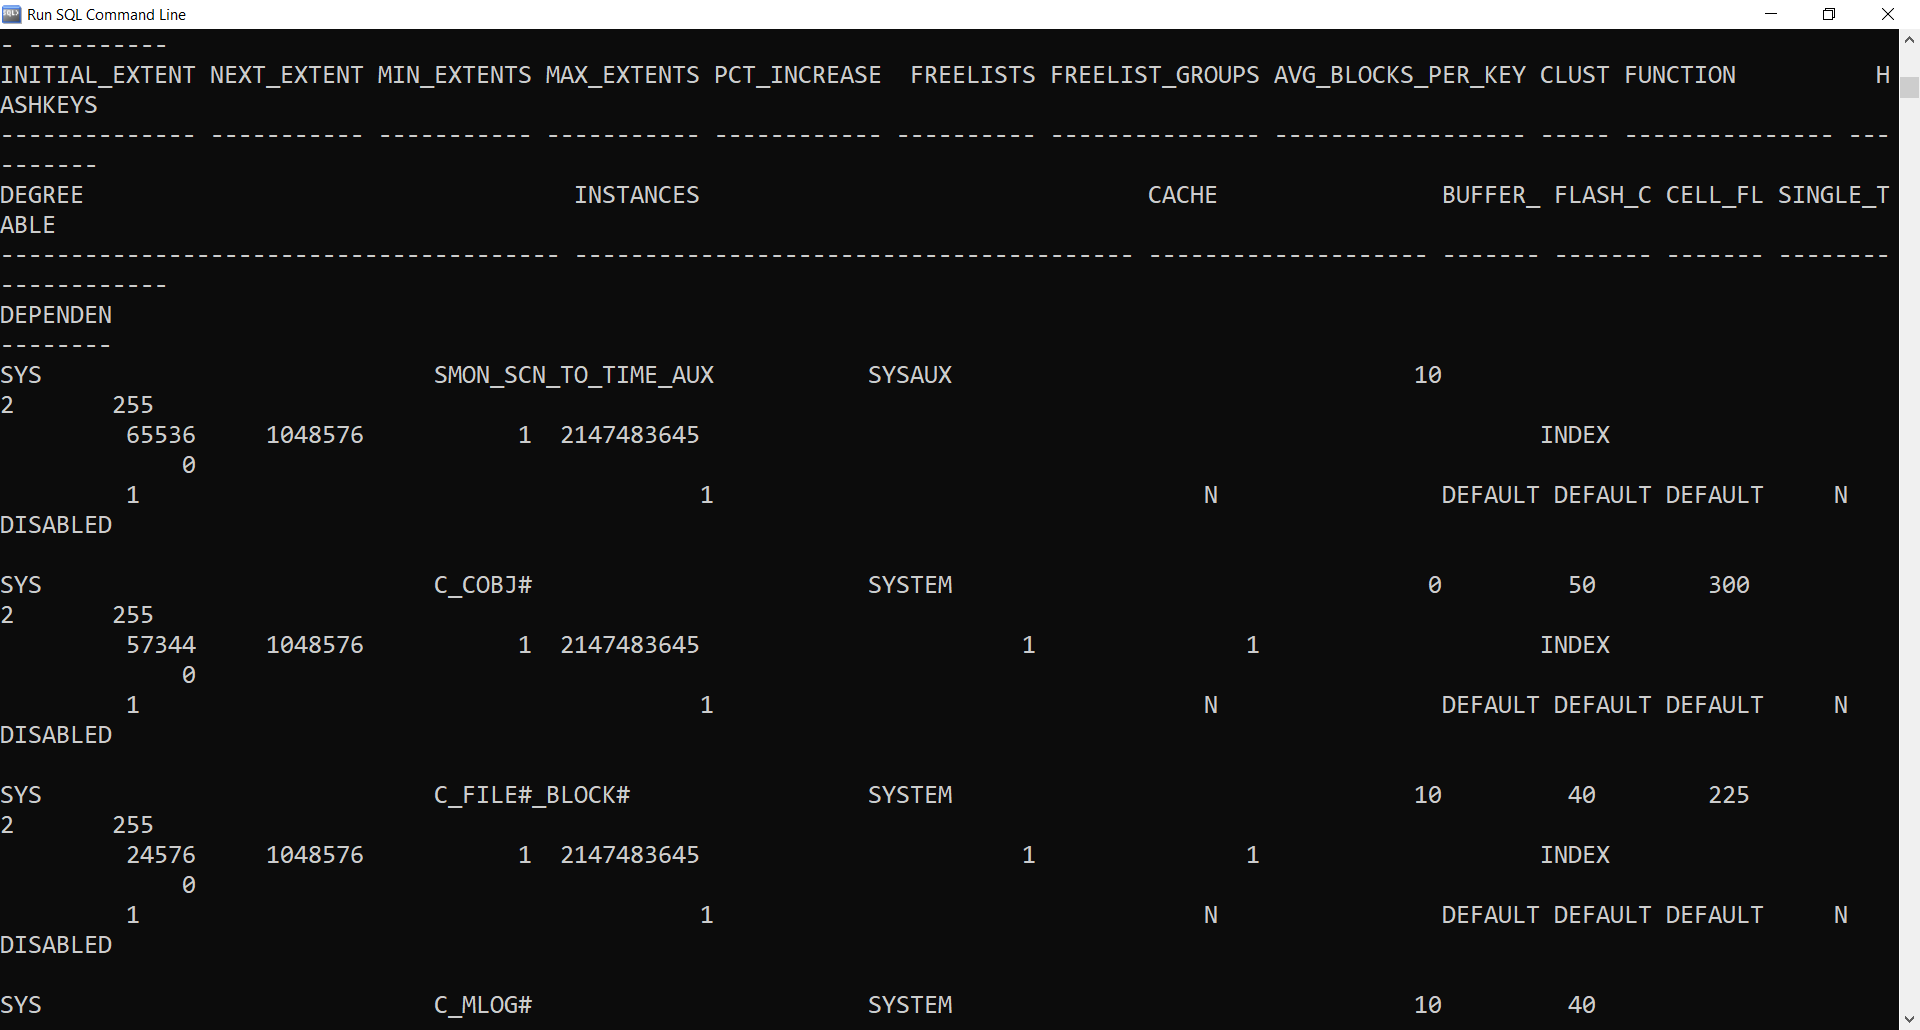 Run SQL Command Line
- ----------
INITIAL_EXTENT NEXT_EXTENT MIN_EXTENTS MAX_EXTENTS PCT_INCREASE  FREELISTS FREELIST_GROUPS AVG_BLOCKS_PER_KEY CLUST FUNCTION          H
ASHKEYS
-------------- ----------- ----------- ----------- ------------ ---------- --------------- ------------------ ----- --------------- ---
-------
DEGREE                                   INSTANCES                                CACHE                BUFFER_ FLASH_C CELL_FL SINGLE_T
ABLE
---------------------------------------- ---------------------------------------- -------------------- ------- ------- ------- --------
------------
DEPENDEN
--------
SYS                            SMON_SCN_TO_TIME_AUX           SYSAUX                                 10
2       255
         65536     1048576           1  2147483645                                                            INDEX
             0
         1                                        1                                   N                DEFAULT DEFAULT DEFAULT     N
DISABLED
SYS                            C_COBJ#                        SYSTEM                                  0         50        300
2       255
         57344     1048576           1  2147483645                       1               1                    INDEX
             0
         1                                        1                                   N                DEFAULT DEFAULT DEFAULT     N
DISABLED
SYS                            C_FILE#_BLOCK#                 SYSTEM                                 10         40        225
2       255
         24576     1048576           1  2147483645                       1               1                    INDEX
             0
         1                                        1                                   N                DEFAULT DEFAULT DEFAULT     N
DISABLED
SYS                            C_MLOG#                        SYSTEM                                 10         40